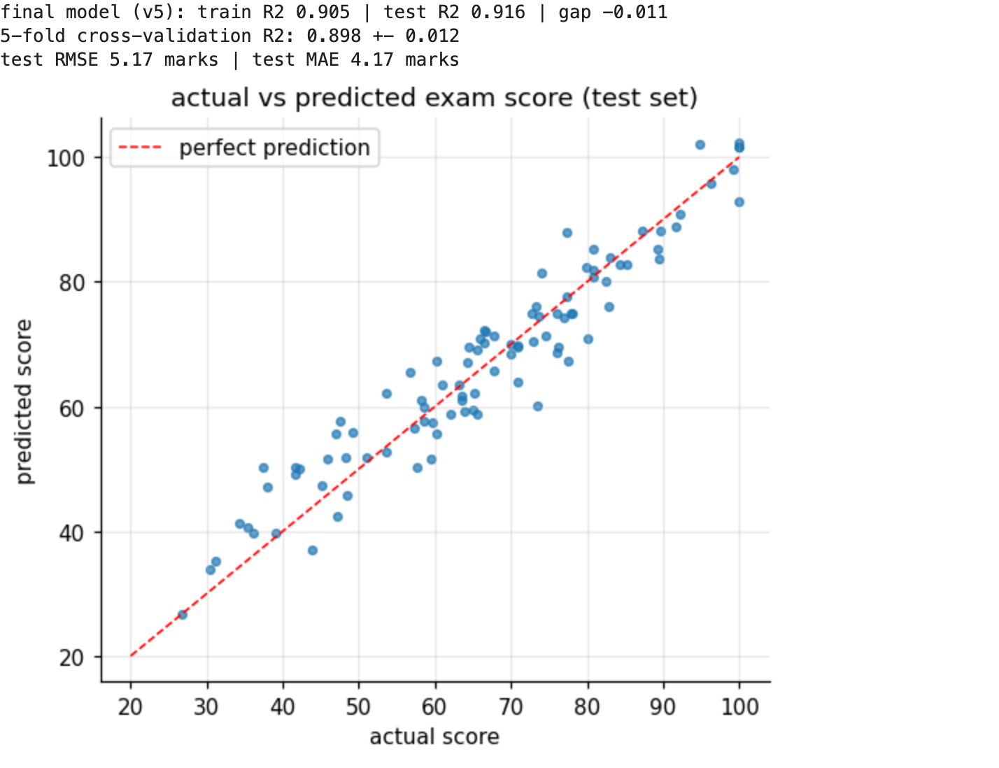 final model (v5): train R2 0.905 | test R2 0.916 | gap -0.011
5-fold cross-validation R2: 0.898 +- 0.012
test RMSE 5.17 marks | test MAE 4.17 marks
actual vs predicted exam score (test set)
perfect prediction
100
80
60
40
20
predicted score
20 30 40 50 60 70 80 90 100
actual score